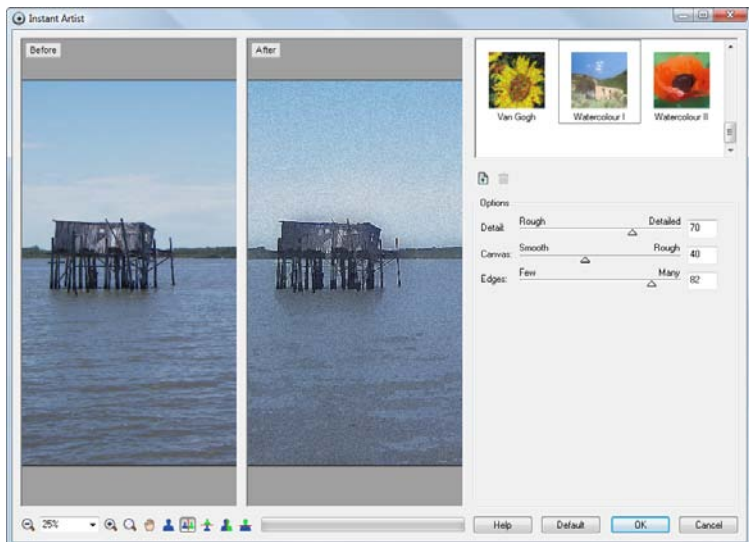 Instant Artist
Before
After
Van Gogh
Watercolour I
Watercolour II
Options
Detail:
Rough
Detailed
70
Canvas:
Smooth
Rough
40
Edges:
Few
Many
82
25%
Help
Default
OK
Cancel